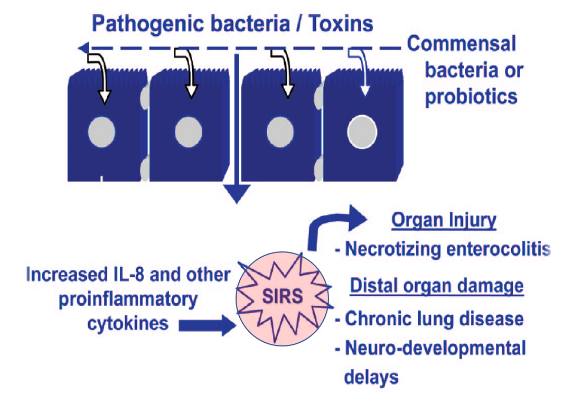 Pathogenic bacteria / Toxins
Commensal
bacteria or
probiotics
Organ Injury
- Necrotizing enterocolitis
Increased IL-8 and other
proinflammatory
cytokines
SIRS
Distal organ damage
- Chronic lung disease
- Neuro-developmental
delays